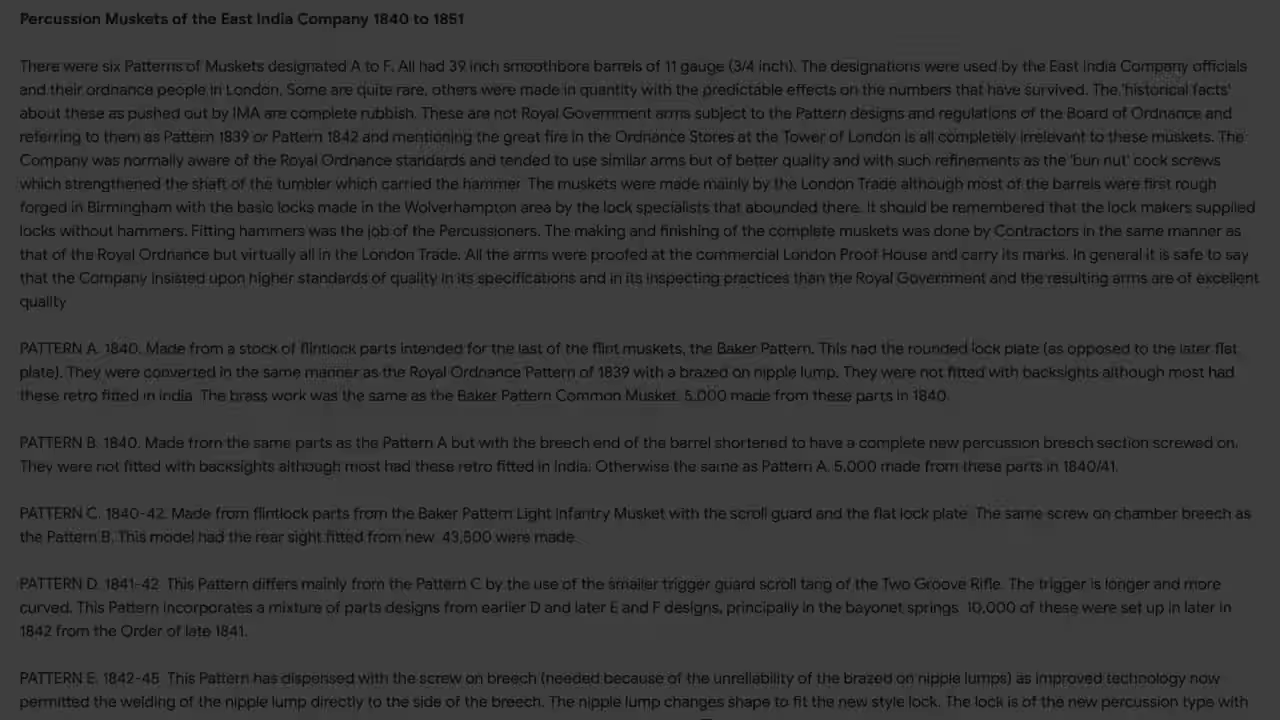 Percussion Muskets of the East India Company 1840 to 1851
There were six Patterns of Muskets designated A to F. All had 39 inch smoothbore barrels of 11 gauge (3/4 inch). The designations were used by the East India Company officials
and their ordnance people in London. Some are quite rare, others were made in quantity with the predictable effects on the numbers that have survived. The 'historical facts'
about these as pushed out by IMA are complete rubbish. These are not Royal Government arms subject to the Pattern designs and regulations of the Board of Ordnance and
referring to them as Pattern 1839 or Pattern 1842 and mentioning the great fire in the Ordnance Stores at the Tower of London is all completely irrelevant to these muskets. The
Company was normally aware of the Royal Ordnance standards and tended to use similar arms but of better quality and with such refinements as the 'bun nut' cock screws
which strengthened the shaft of the tumbler which carried the hammer. The muskets were made mainly by the London Trade although most of the barrels were first rough
forged in Birmingham with the basic locks made in the Wolverhampton area by the lock specialists that abounded there. It should be remembered that the lock makers supplied
locks without hammers. Fitting hammers was the job of the Percussioners. The making and finishing of the complete muskets was done by Contractors in the same manner as
that of the Royal Ordnance but virtually all in the London Trade. All the arms were proofed at the commercial London Proof House and carry its marks. In general it is safe to say
that the Company insisted upon higher standards of quality in its specifications and in its inspecting practices than the Royal Government and the resulting arms are of excellent
quality
PATTERN A. 1840. Made from a stock of flintlock parts intended for the last of the flint muskets, the Baker Pattern. This had the rounded lock plate (as opposed to the later flat
plate). They were converted in the same manner as the Royal Ordnance Pattern of 1839 with a brazed on nipple lump. They were not fitted with backsights although most had
these retro fitted in India. The brass work was the same as the Baker Pattern Common Musket. 5,000 made from these parts in 1840.
PATTERN B. 1840. Made from the same parts as the Pattern A but with the breech end of the barrel shortened to have a complete new percussion breech section screwed on.
They were not fitted with backsights although most had these retro fitted in India. Otherwise the same as Pattern A. 5,000 made from these parts in 1840/41.
PATTERN C. 1840-42. Made from flintlock parts from the Baker Pattern Light Infantry Musket with the scroll guard and the flat lock plate. The same screw on chamber breech as
the Pattern B. This model had the rear sight fitted from new. 43,500 were made.
PATTERN D. 1841-42. This Pattern differs mainly from the Pattern C by the use of the smaller trigger guard scroll tang of the Two Groove Rifle. The trigger is longer and more
curved. This Pattern incorporates a mixture of parts designs from earlier D and later E and F designs, principally in the bayonet springs. 10,000 of these were set up in later in
1842 from the Order of late 1841.
PATTERN E. 1842-45. This Pattern has dispensed with the screw on breech (needed because of the unreliability of the brazed on nipple lumps) as improved technology now
permitted the welding of the nipple lump directly to the side of the breech. The nipple lump changes shape to fit the new style lock. The lock is of the new percussion type with